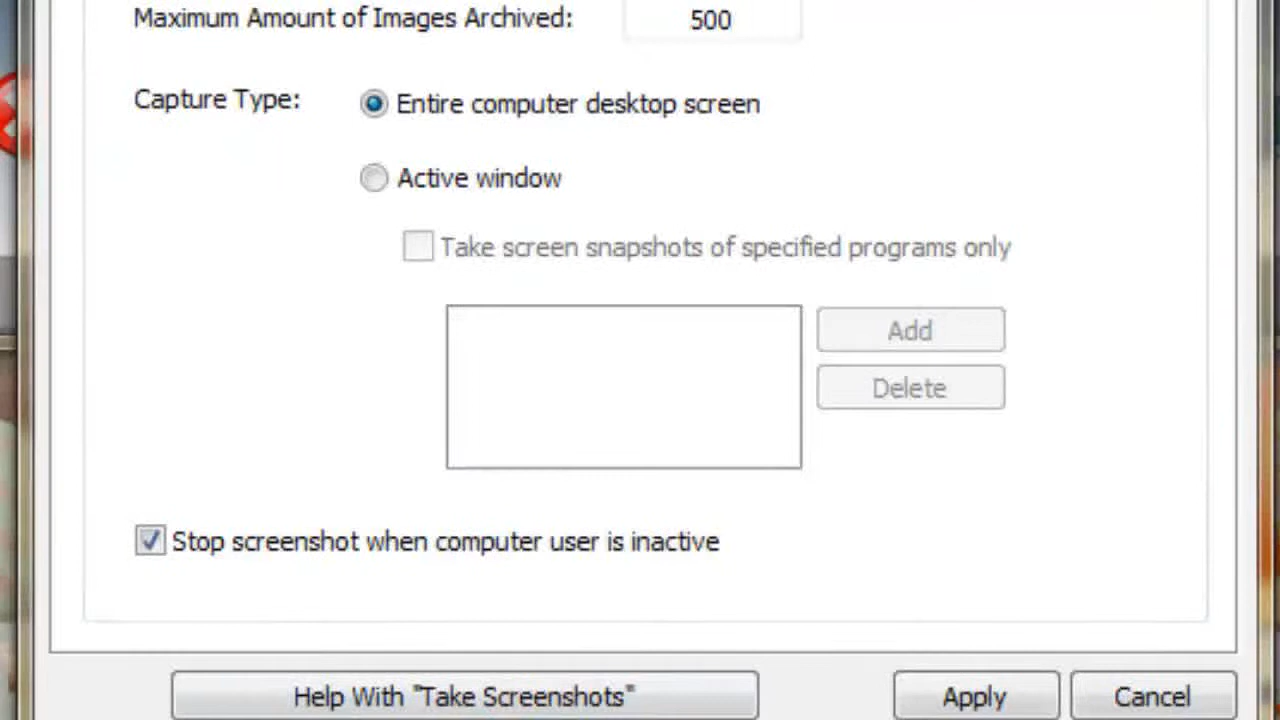 Maximum Amount of Images Archived: 500
Capture Type: Entire computer desktop screen
Active window
Take screen snapshots of specified programs only
Add
Delete
Stop screenshot when computer user is inactive
Help With "Take Screenshots" Apply Cancel